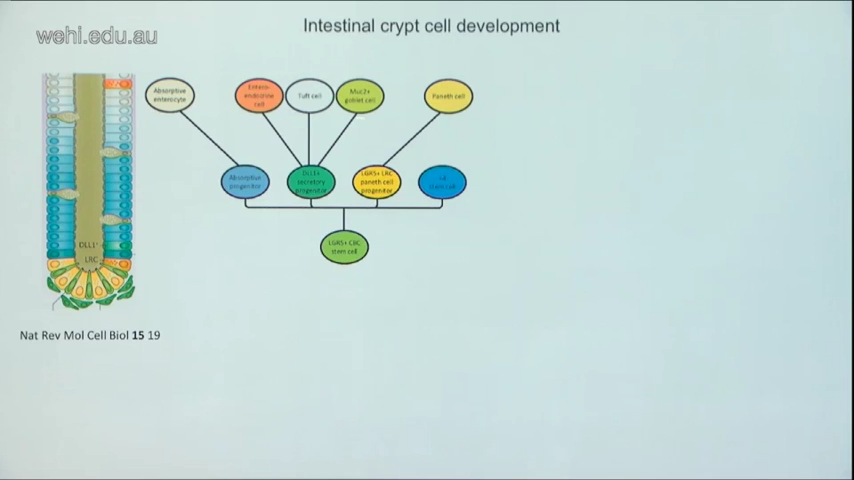 Intestinal crypt cell development
wehi.edu.au
Absorptive
enterocyte
Entero-
endocrine
cell
Tuft cell
Muc2+
goblet cell
Paneth cell
Absorptive
progenitor
DLL1+
secretory
progenitor
LGR5+ LRC
paneth cell
progenitor
stem cell
LGR5+ CBC
stem cell
DLL1+
LRC
Nat Rev Mol Cell Biol 15 19